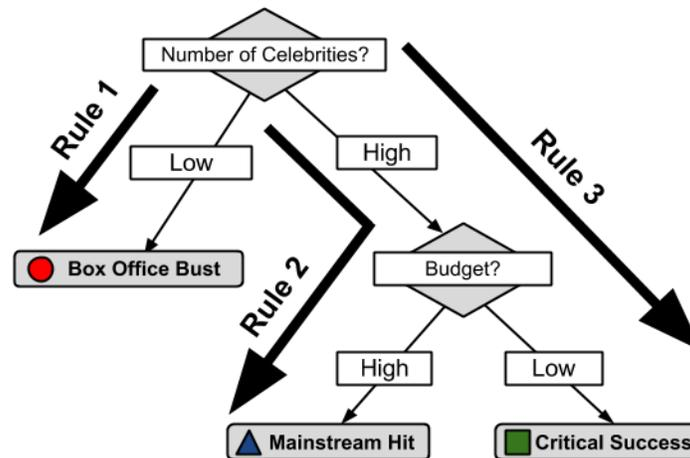 Number of Celebrities?
Rule 1
Low
High
Rule 3
Box Office Bust
Rule 2
Budget?
High
Low
Mainstream Hit
Critical Success